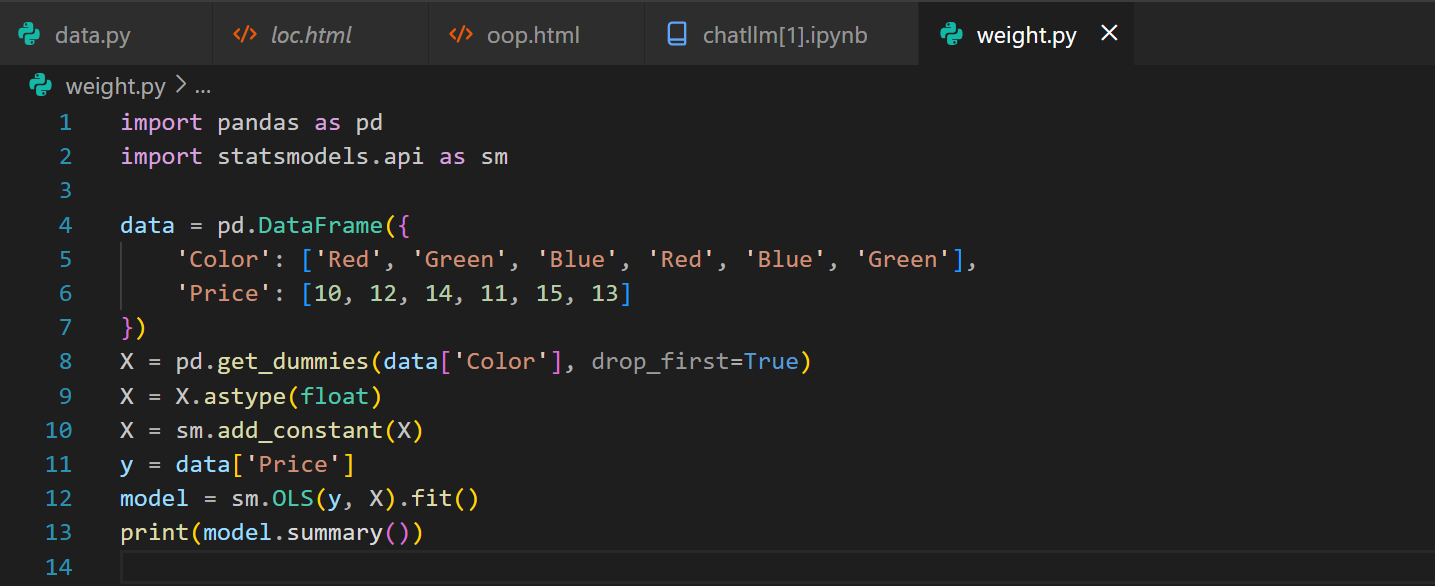 data.py loc.html oop.html chatllm[1].ipynb weight.py
weight.py > ...
1 import pandas as pd
2 import statsmodels.api as sm
3
4 data = pd.DataFrame({
5     'Color': ['Red', 'Green', 'Blue', 'Red', 'Blue', 'Green'],
6     'Price': [10, 12, 14, 11, 15, 13]
7 })
8 X = pd.get_dummies(data['Color'], drop_first=True)
9 X = X.astype(float)
10 X = sm.add_constant(X)
11 y = data['Price']
12 model = sm.OLS(y, X).fit()
13 print(model.summary())
14